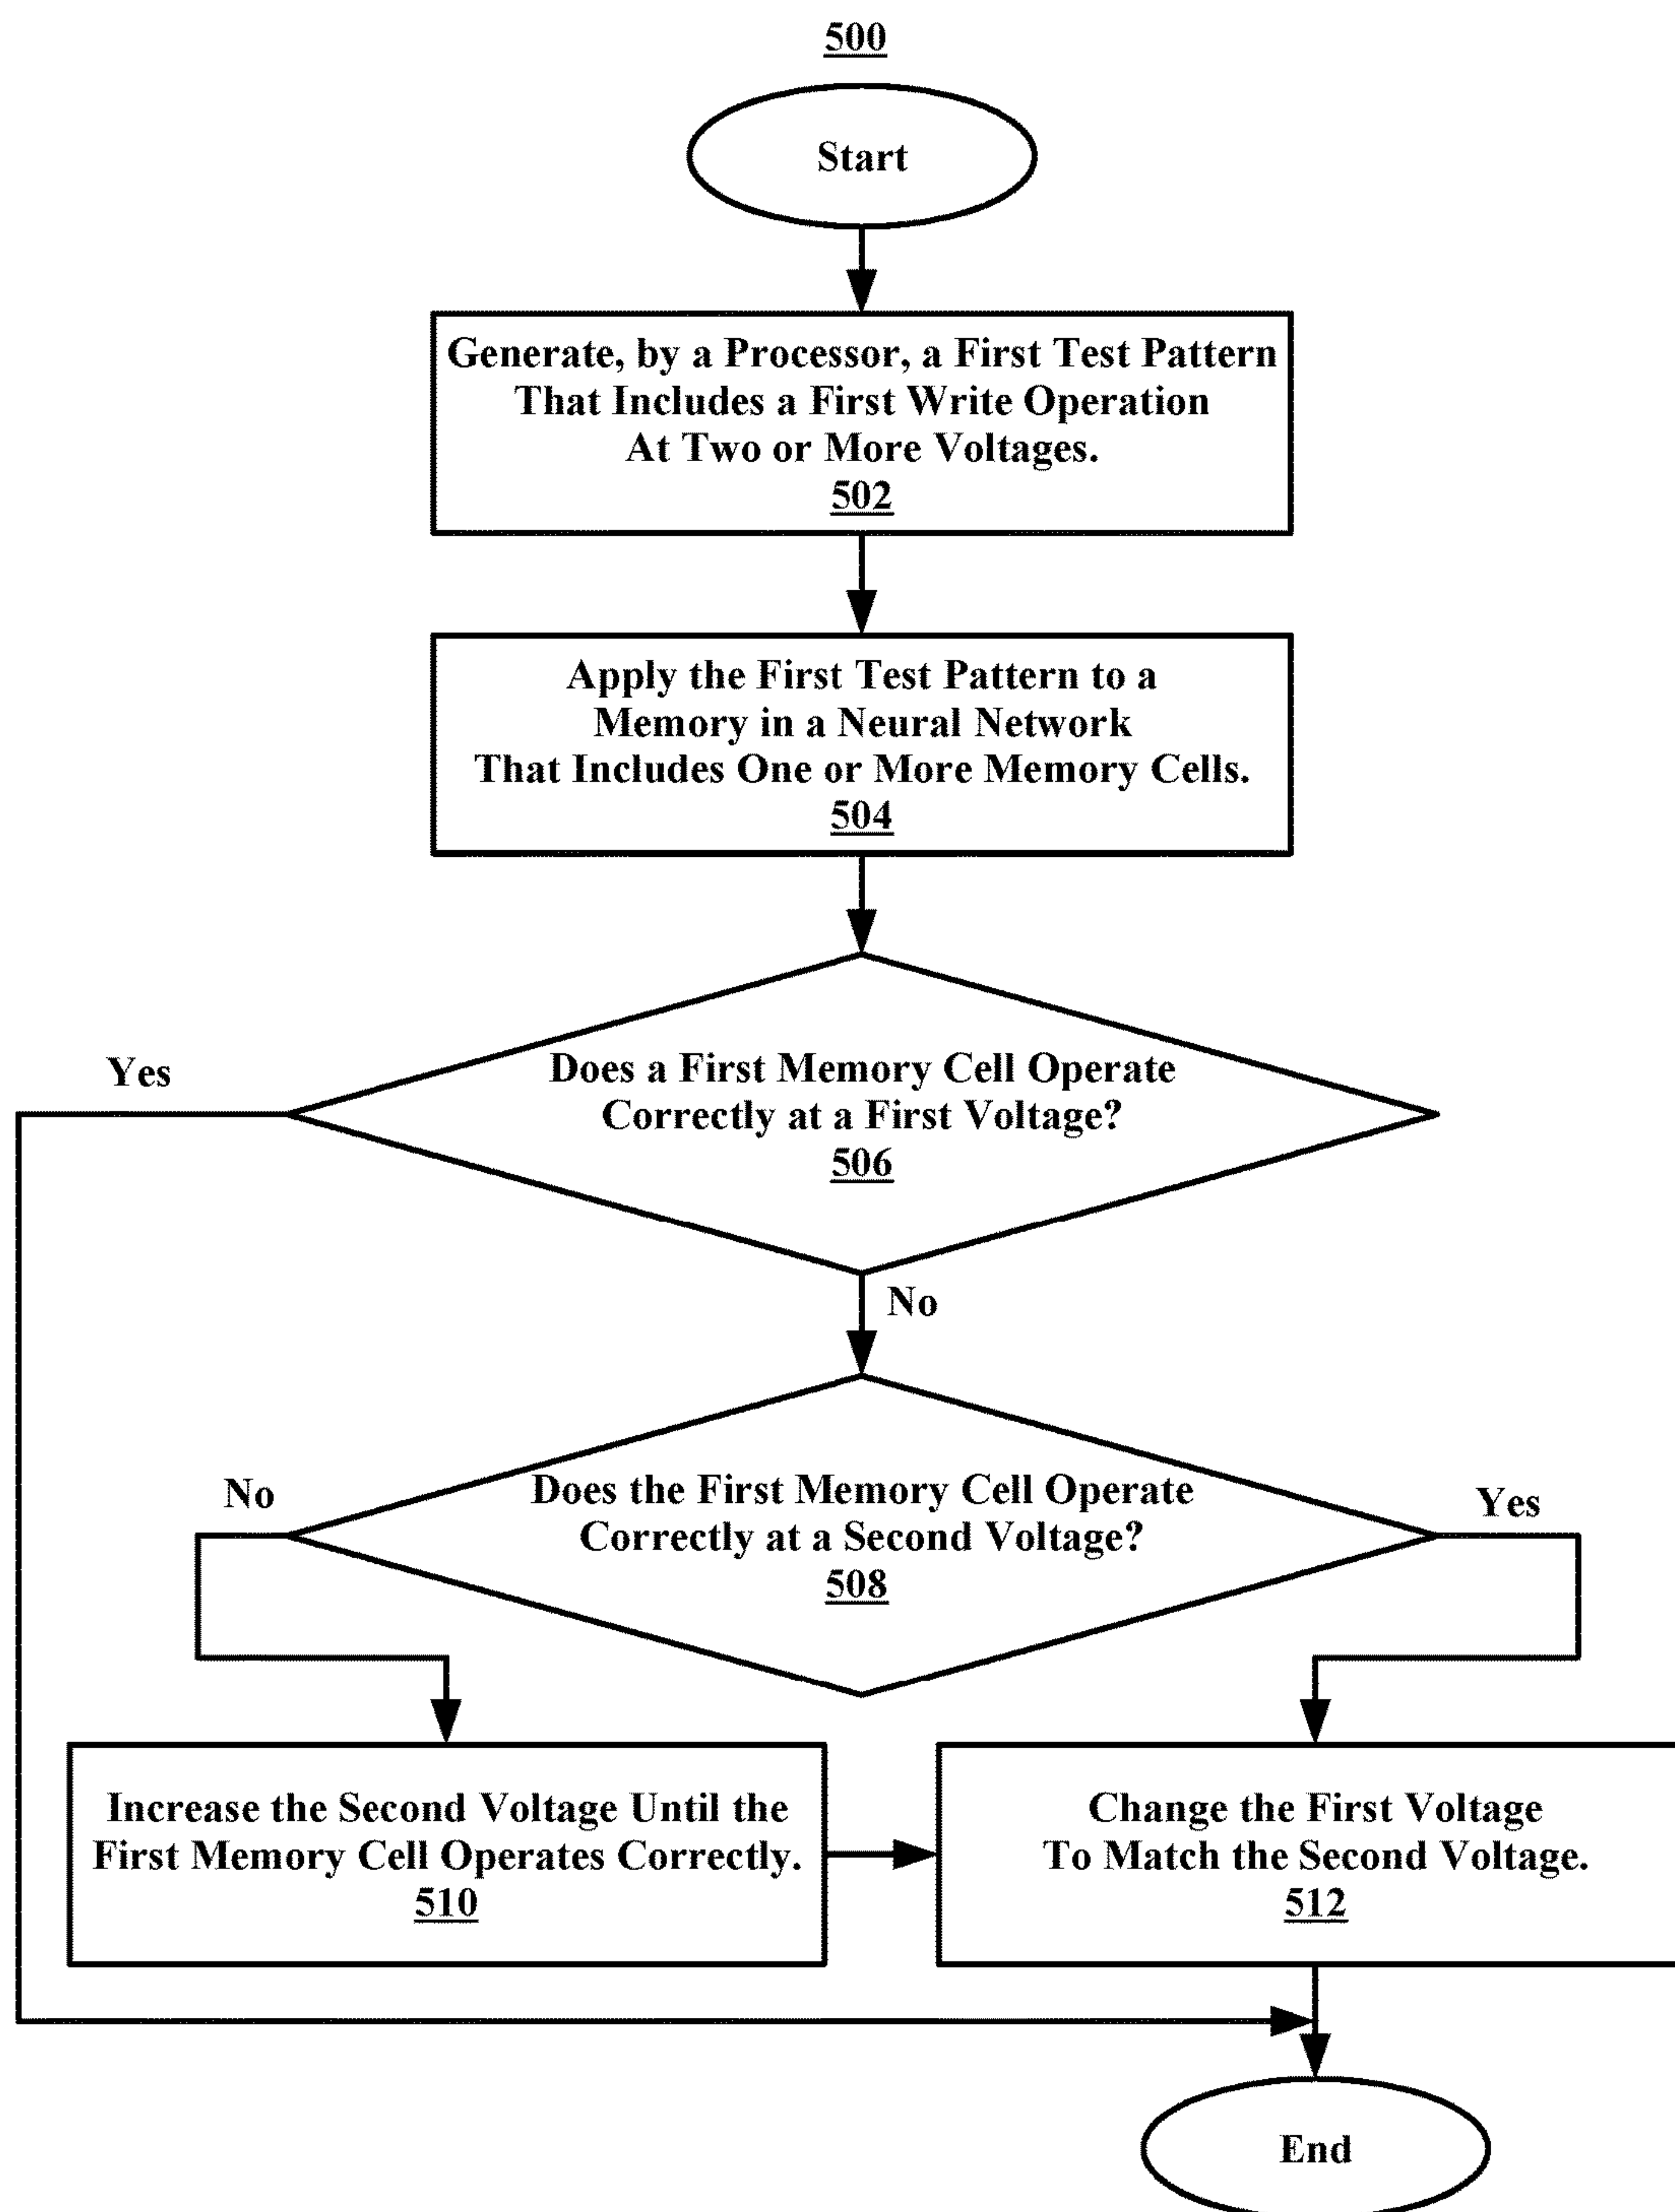 500
Start
Generate, by a Processor, a First Test Pattern
That Includes a First Write Operation
At Two or More Voltages.
502
Apply the First Test Pattern to a
Memory in a Neural Network
That Includes One or More Memory Cells.
504
Yes
Does a First Memory Cell Operate
Correctly at a First Voltage?
506
No
No
Does the First Memory Cell Operate
Correctly at a Second Voltage?
508
Yes
Increase the Second Voltage Until the
First Memory Cell Operates Correctly.
510
Change the First Voltage
To Match the Second Voltage.
512
End